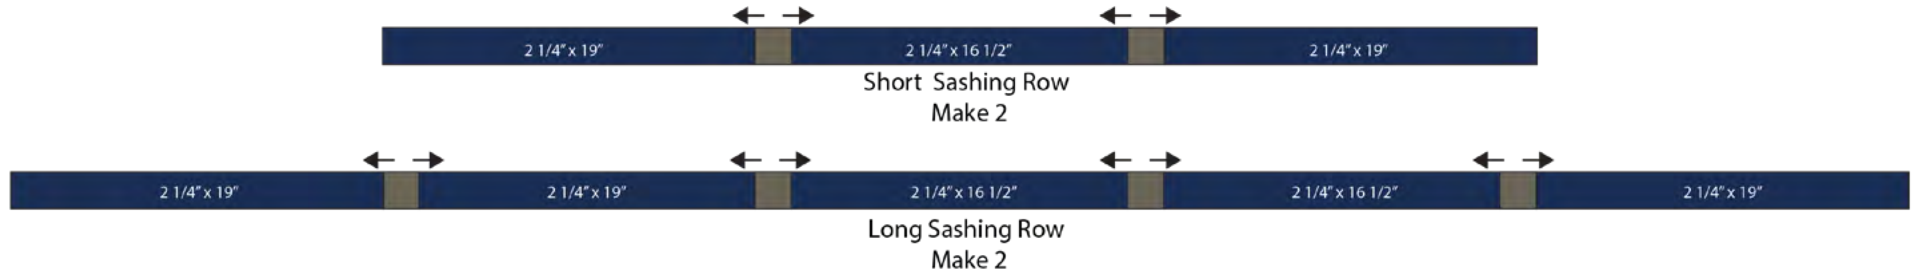 2 1/4” x 19” 2 1/4” x 16 1/2” 2 1/4” x 19”
Short Sashing Row
Make 2
2 1/4” x 19” 2 1/4” x 19” 2 1/4” x 16 1/2” 2 1/4” x 16 1/2” 2 1/4” x 19”
Long Sashing Row
Make 2